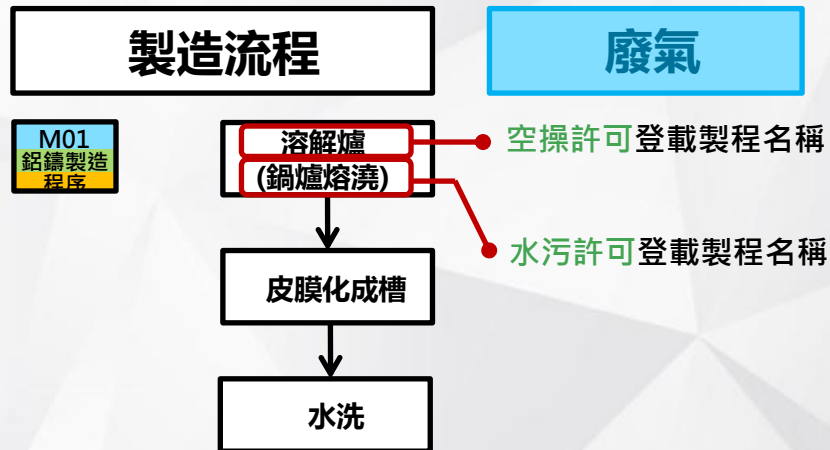 製造流程
廢氣
M01
鋁鑄製造
程序
溶解爐
(鍋爐熔澆)
空操許可登載製程名稱
水污許可登載製程名稱
皮膜化成槽
水洗